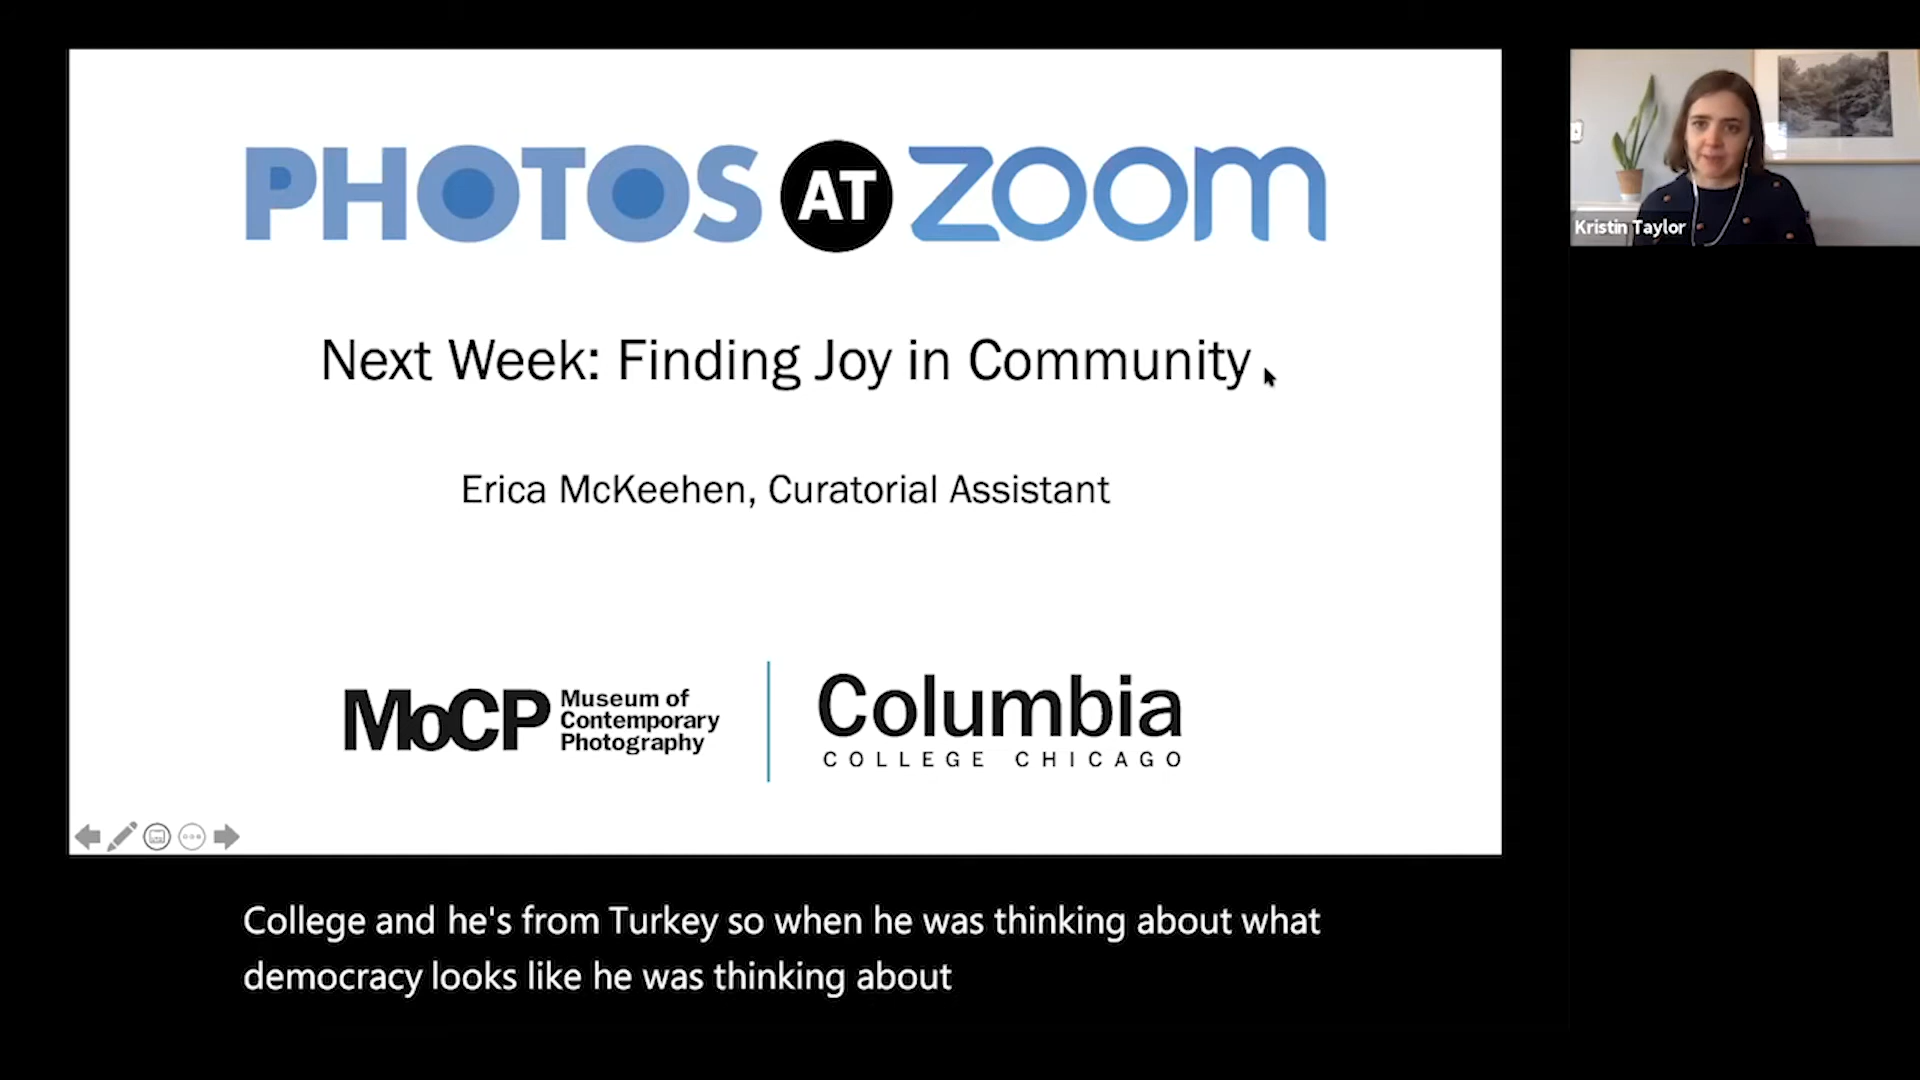 PHOTOS AT zoom
Next Week: Finding Joy in Community
Erica McKeehen, Curatorial Assistant
MoCP
Museum of
Contemporary
Photography
Columbia
COLLEGE CHICAGO
Kristin Taylor
College and he's from Turkey so when he was thinking about what
democracy looks like he was thinking about